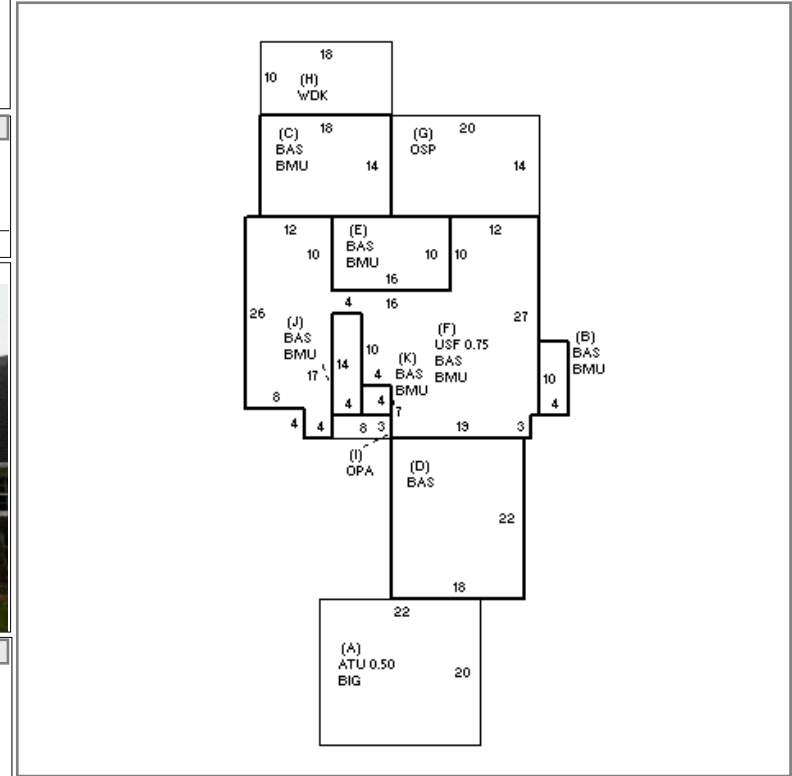 18
10 (H)
WDK
(C) 18
BAS
BMU
14
(G) 20
OSP
14
12
10
(E)
BAS
BMU
10
16
12
10
4 16
26
27
(J)
BAS
BMU
17
14
4
10
4
(K)
BAS
BMU
4
7
(F)
USF 0.75
BAS
BMU
(B)
BAS
BMU
10
4
8
4
4
8 3
19
3
(I)
OPA
(D)
BAS
22
18
22
(A)
ATU 0.50
BIG
20